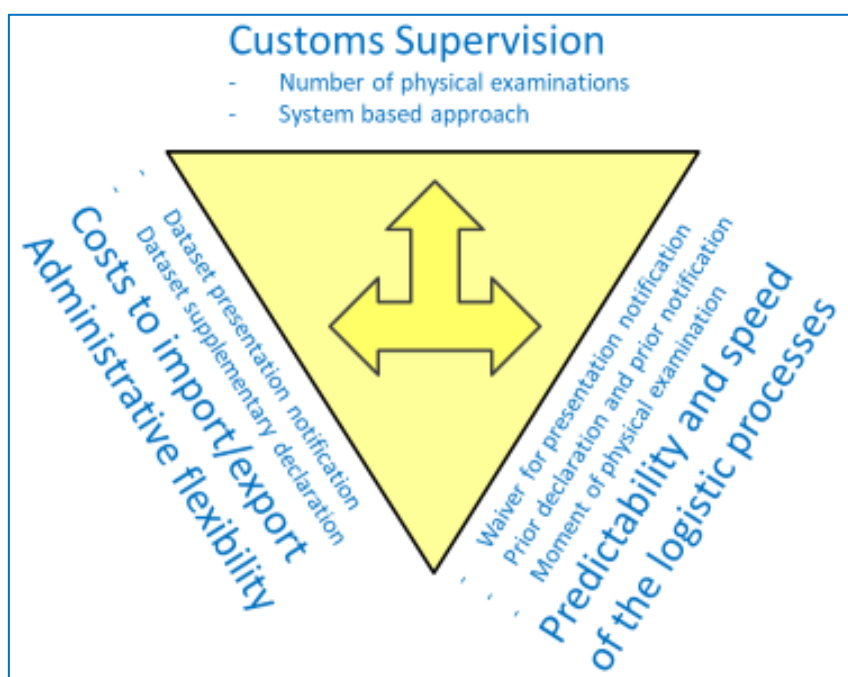 Customs Supervision
- Number of physical examinations
- System based approach
- Dataset presentation notification
- Dataset supplementary declaration
Costs to import/export
Administrative flexibility
- Waiver for presentation notification
- Prior declaration and prior notification
- Moment of physical examination
Predictability and speed
of the logistic processes